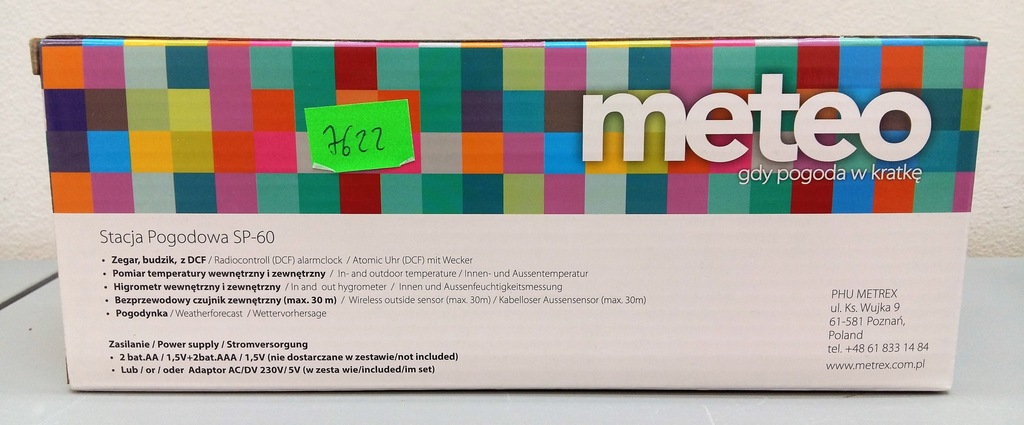 meteo
gdy pogoda w kratkę
7622
Stacja Pogodowa SP-60
• Zegar, budzik, z DCF / Radiocontroll (DCF) alarmclock / Atomic Uhr (DCF) mit Wecker
• Pomiar temperatury wewnętrzny i zewnętrzny / In- and outdoor temperature / Innen- und Aussentemperatur
• Higrometr wewnętrzny i zewnętrzny / In and out hygrometer / Innen und Aussenfeuchtigkeitsmessung
• Bezprzewodowy czujnik zewnętrzny (max. 30 m) / Wireless outside sensor (max. 30m) / Kabelloser Aussensensor (max. 30m)
• Pogodynka / Weatherforecast / Wettervorhersage
Zasilanie / Power supply / Stromversorgung
• 2 bat.AA / 1,5V+2bat.AAA / 1,5V (nie dostarczane w zestawie/not included)
• Lub / or / oder Adaptor AC/DV 230V/ 5V (w zesta wie/included/im set)
PHU METREX
ul. Ks. Wujka 9
61-581 Poznań,
Poland
tel. +48 61 833 14 84
www.metrex.com.pl